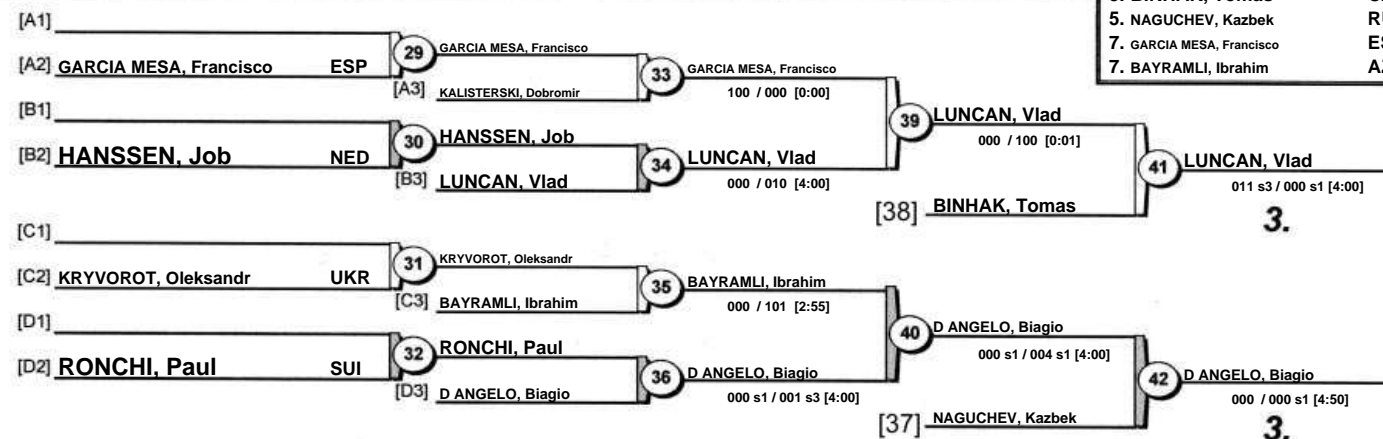 5. NAGUCHEV, Kazbek
7. GARCIA MESA, Francisco
7. BAYRAMLI, Ibrahim
[A1]
[A2] GARCIA MESA, Francisco ESP
29
GARCIA MESA, Francisco
[A3] KALISTERSKI, Dobromir
33
GARCIA MESA, Francisco
100 / 000 [0:00]
[B1]
[B2] HANSSEN, Job NED
30
HANSSEN, Job
[B3] LUNCAN, Vlad
34
LUNCAN, Vlad
000 / 010 [4:00]
39
LUNCAN, Vlad
000 / 100 [0:01]
[38] BINHAK, Tomas
41
LUNCAN, Vlad
011 s3 / 000 s1 [4:00]
3.
[C1]
[C2] KRYVOROT, Oleksandr UKR
31
KRYVOROT, Oleksandr
[C3] BAYRAMLI, Ibrahim
35
BAYRAMLI, Ibrahim
000 / 101 [2:55]
[D1]
[D2] RONCHI, Paul SUI
32
RONCHI, Paul
[D3] D ANGELO, Biagio
36
D ANGELO, Biagio
000 s1 / 001 s3 [4:00]
40
D ANGELO, Biagio
000 s1 / 004 s1 [4:00]
[37] NAGUCHEV, Kazbek
42
D ANGELO, Biagio
000 / 000 s1 [4:50]
3.